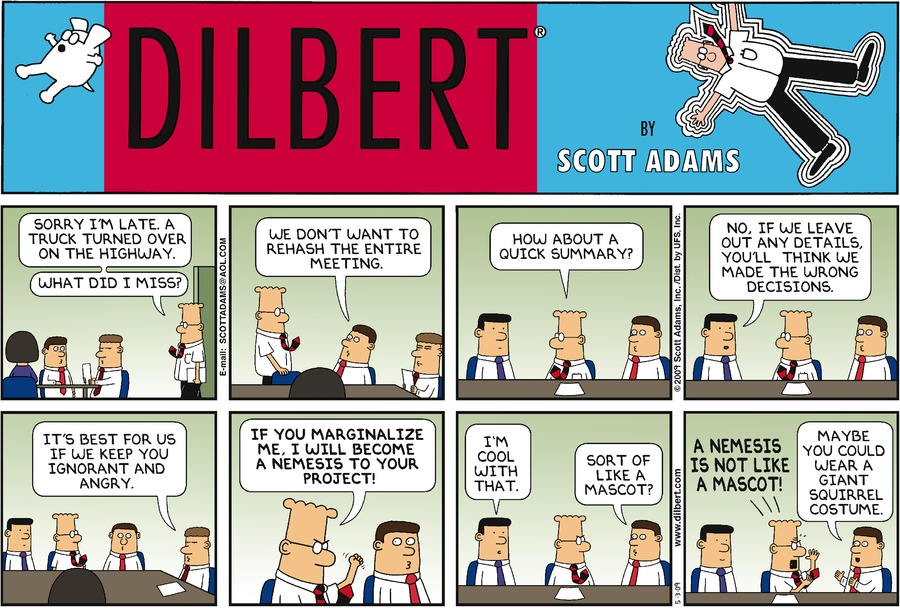 DILBERT®
BY
SCOTT ADAMS
SORRY I'M LATE. A
TRUCK TURNED OVER
ON THE HIGHWAY.
WHAT DID I MISS?
E-mail: SCOTTADAMS@AOL.COM
WE DON'T WANT TO
REHASH THE ENTIRE
MEETING.
HOW ABOUT A
QUICK SUMMARY?
©2009 Scott Adams, Inc./Dist. by UFS, Inc.
NO, IF WE LEAVE
OUT ANY DETAILS,
YOU'LL THINK WE
MADE THE WRONG
DECISIONS.
IT'S BEST FOR US
IF WE KEEP YOU
IGNORANT AND
ANGRY.
IF YOU MARGINALIZE
ME, I WILL BECOME
A NEMESIS TO YOUR
PROJECT!
I'M
COOL
WITH
THAT.
SORT OF
LIKE A
MASCOT?
www.dilbert.com
5-3-09
A NEMESIS
IS NOT LIKE
A MASCOT!
MAYBE
YOU COULD
WEAR A
GIANT
SQUIRREL
COSTUME.